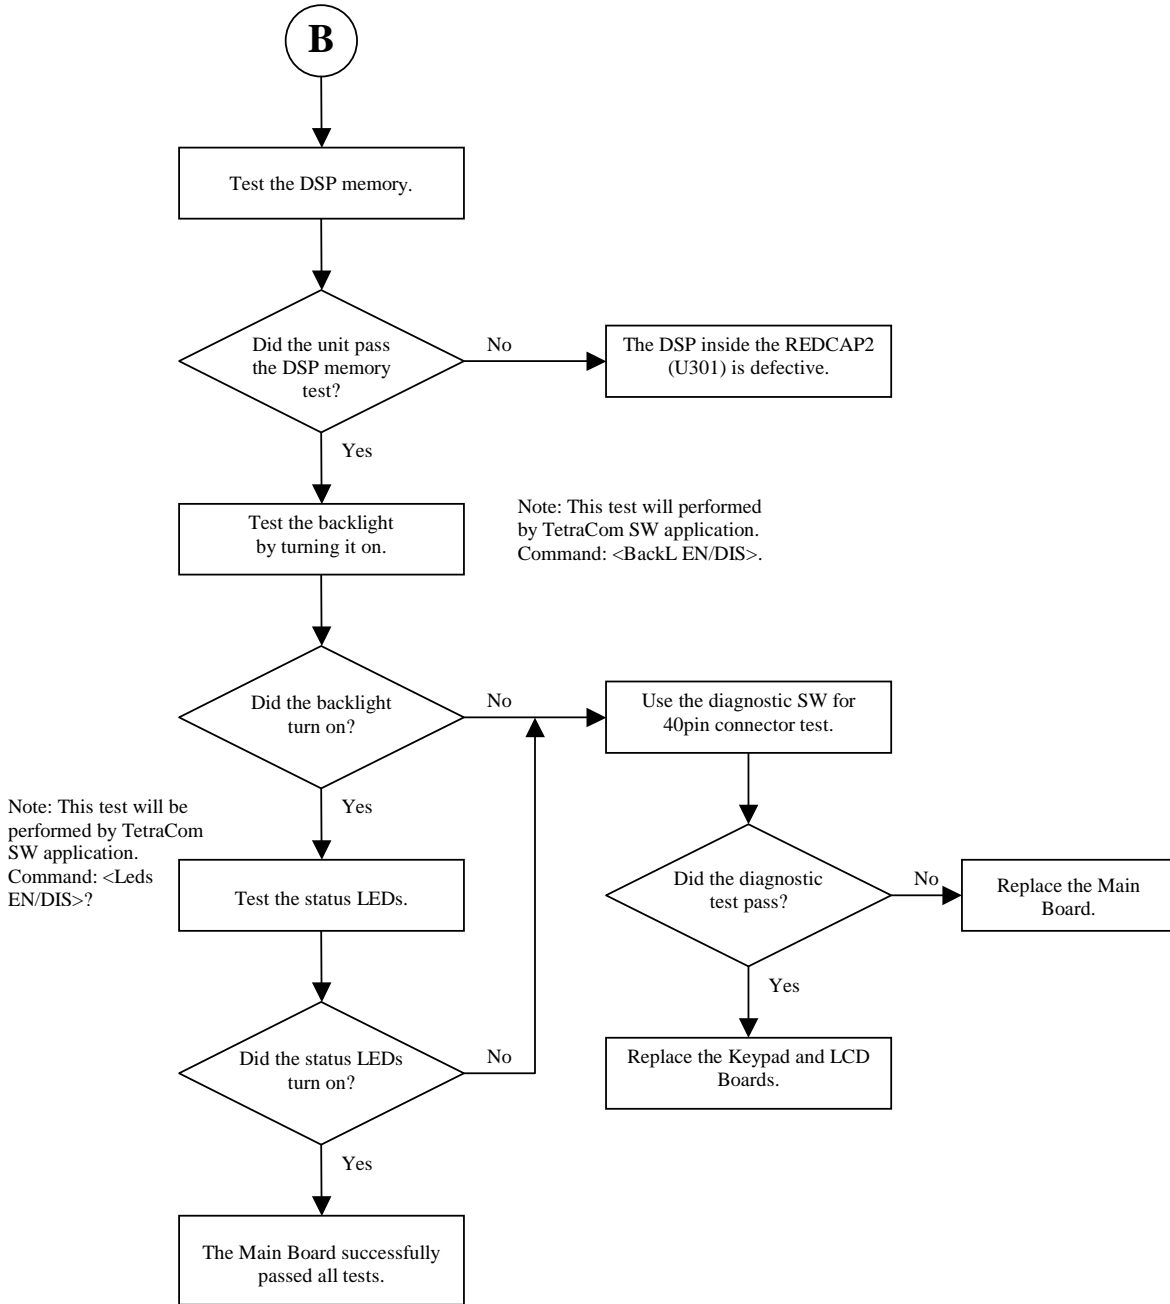 B
Test the DSP memory.
Did the unit pass
the DSP memory
test?
No
The DSP inside the REDCAP2
(U301) is defective.
Yes
Test the backlight
by turning it on.
Note: This test will performed
by TetraCom SW application.
Command: <BackL EN/DIS>.
Did the backlight
turn on?
No
Use the diagnostic SW for
40pin connector test.
Yes
Note: This test will be
performed by TetraCom
SW application.
Command: <Leds
EN/DIS>?
Test the status LEDs.
Did the diagnostic
test pass?
No
Replace the Main
Board.
Yes
Did the status LEDs
turn on?
No
Replace the Keypad and LCD
Boards.
Yes
The Main Board successfully
passed all tests.